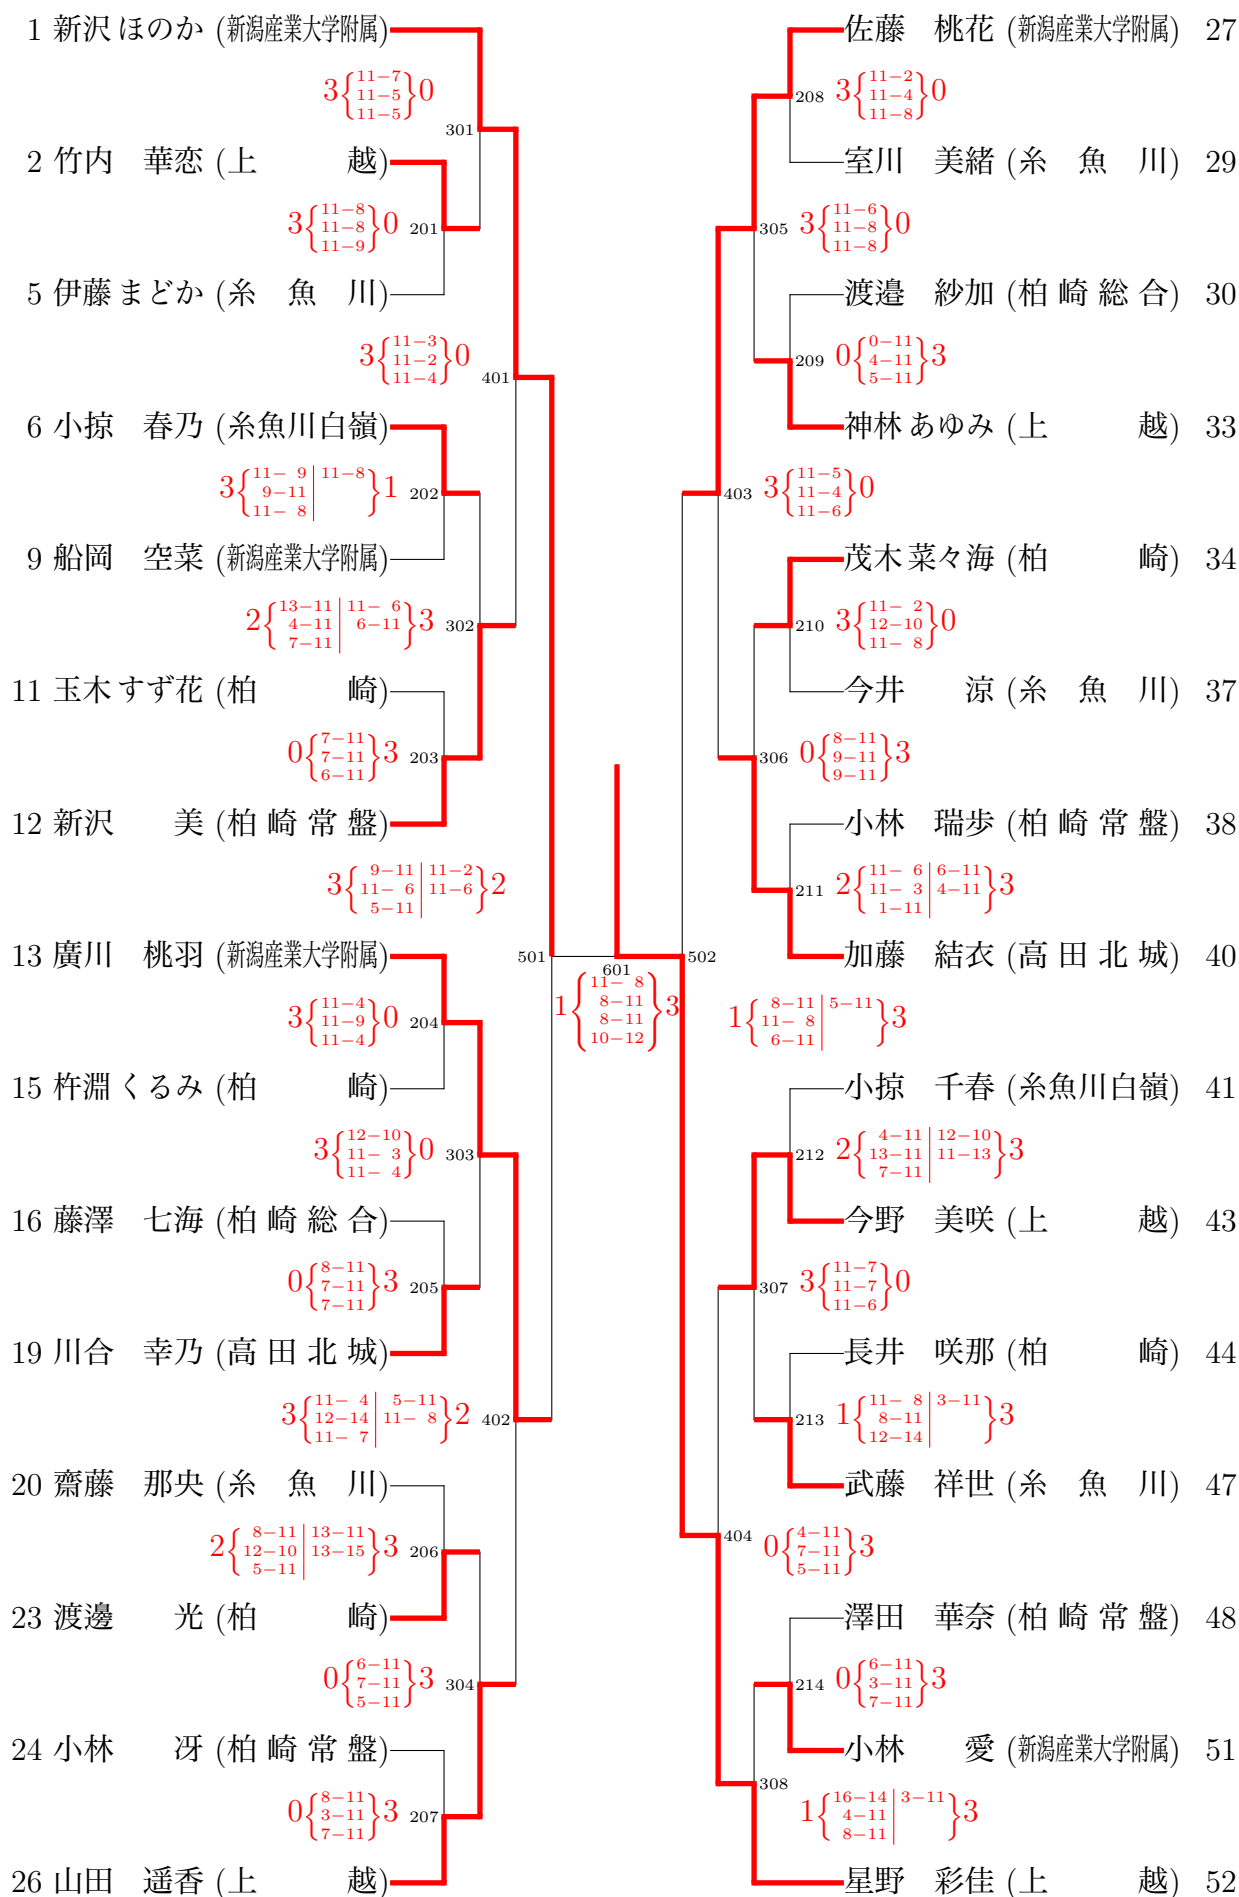 1 新沢 ほのか (新潟産業大学附属)
3{11−7 11−5 11−5}0
301
2 竹内 華恋 (上 越)
3{11−8 11−8 11−9}0 201
5 伊藤 まどか (糸 魚 川)
3{11−3 11−2 11−4}0 401
6 小掠 春乃 (糸魚川白嶺)
3{11− 9 9−11 11− 8 | 11−8}1 202
9 船岡 空菜 (新潟産業大学附属)
2{13−11 4−11 7−11 | 11− 6 6−11}3 302
11 玉木 すず花 (柏 崎)
0{7−11 7−11 6−11}3 203
12 新沢 美 (柏 崎 常 盤)
3{9−11 11− 6 5−11 | 11−2 11−6}2
501
13 廣川 桃羽 (新潟産業大学附属)
3{11−4 11−9 11−4}0 204
15 杵淵 くるみ (柏 崎)
3{12−10 11− 3 11− 4}0 303
16 藤澤 七海 (柏 崎 総 合)
0{8−11 7−11 7−11}3 205
19 川合 幸乃 (高 田 北 城)
3{11− 4 12−14 11− 7 | 5−11 11− 8}2 402
20 齋藤 那央 (糸 魚 川)
2{8−11 12−10 5−11 | 13−11 13−15}3 206
23 渡邊 光 (柏 崎)
0{6−11 7−11 5−11}3 304
24 小林 冴 (柏 崎 常 盤)
0{8−11 3−11 7−11}3 207
26 山田 遥香 (上 越)
601
1{11− 8 8−11 8−11 10−12}3
佐藤 桃花 (新潟産業大学附属) 27
208 3{11−2 11−4 11−8}0
室川 美緒 (糸 魚 川) 29
305 3{11−6 11−8 11−8}0
渡邉 紗加 (柏 崎 総 合) 30
209 0{0−11 4−11 5−11}3
神林 あゆみ (上 越) 33
403 3{11−5 11−4 11−6}0
茂木 菜々海 (柏 崎) 34
210 3{11− 2 12−10 11− 8}0
今井 涼 (糸 魚 川) 37
306 0{8−11 9−11 9−11}3
小林 瑞歩 (柏 崎 常 盤) 38
211 2{11− 6 11− 3 1−11 | 6−11 4−11}3
加藤 結衣 (高 田 北 城) 40
502
1{8−11 11− 8 6−11 | 5−11}3
小掠 千春 (糸魚川白嶺) 41
212 2{4−11 13−11 7−11 | 12−10 11−13}3
今野 美咲 (上 越) 43
307 3{11−7 11−7 11−6}0
長井 咲那 (柏 崎) 44
213 1{11− 8 8−11 12−14 | 3−11}3
武藤 祥世 (糸 魚 川) 47
404 0{4−11 7−11 5−11}3
澤田 華奈 (柏 崎 常 盤) 48
214 0{6−11 3−11 7−11}3
小林 愛 (新潟産業大学附属) 51
308
1{16−14 4−11 8−11 | 3−11}3
星野 彩佳 (上 越) 52